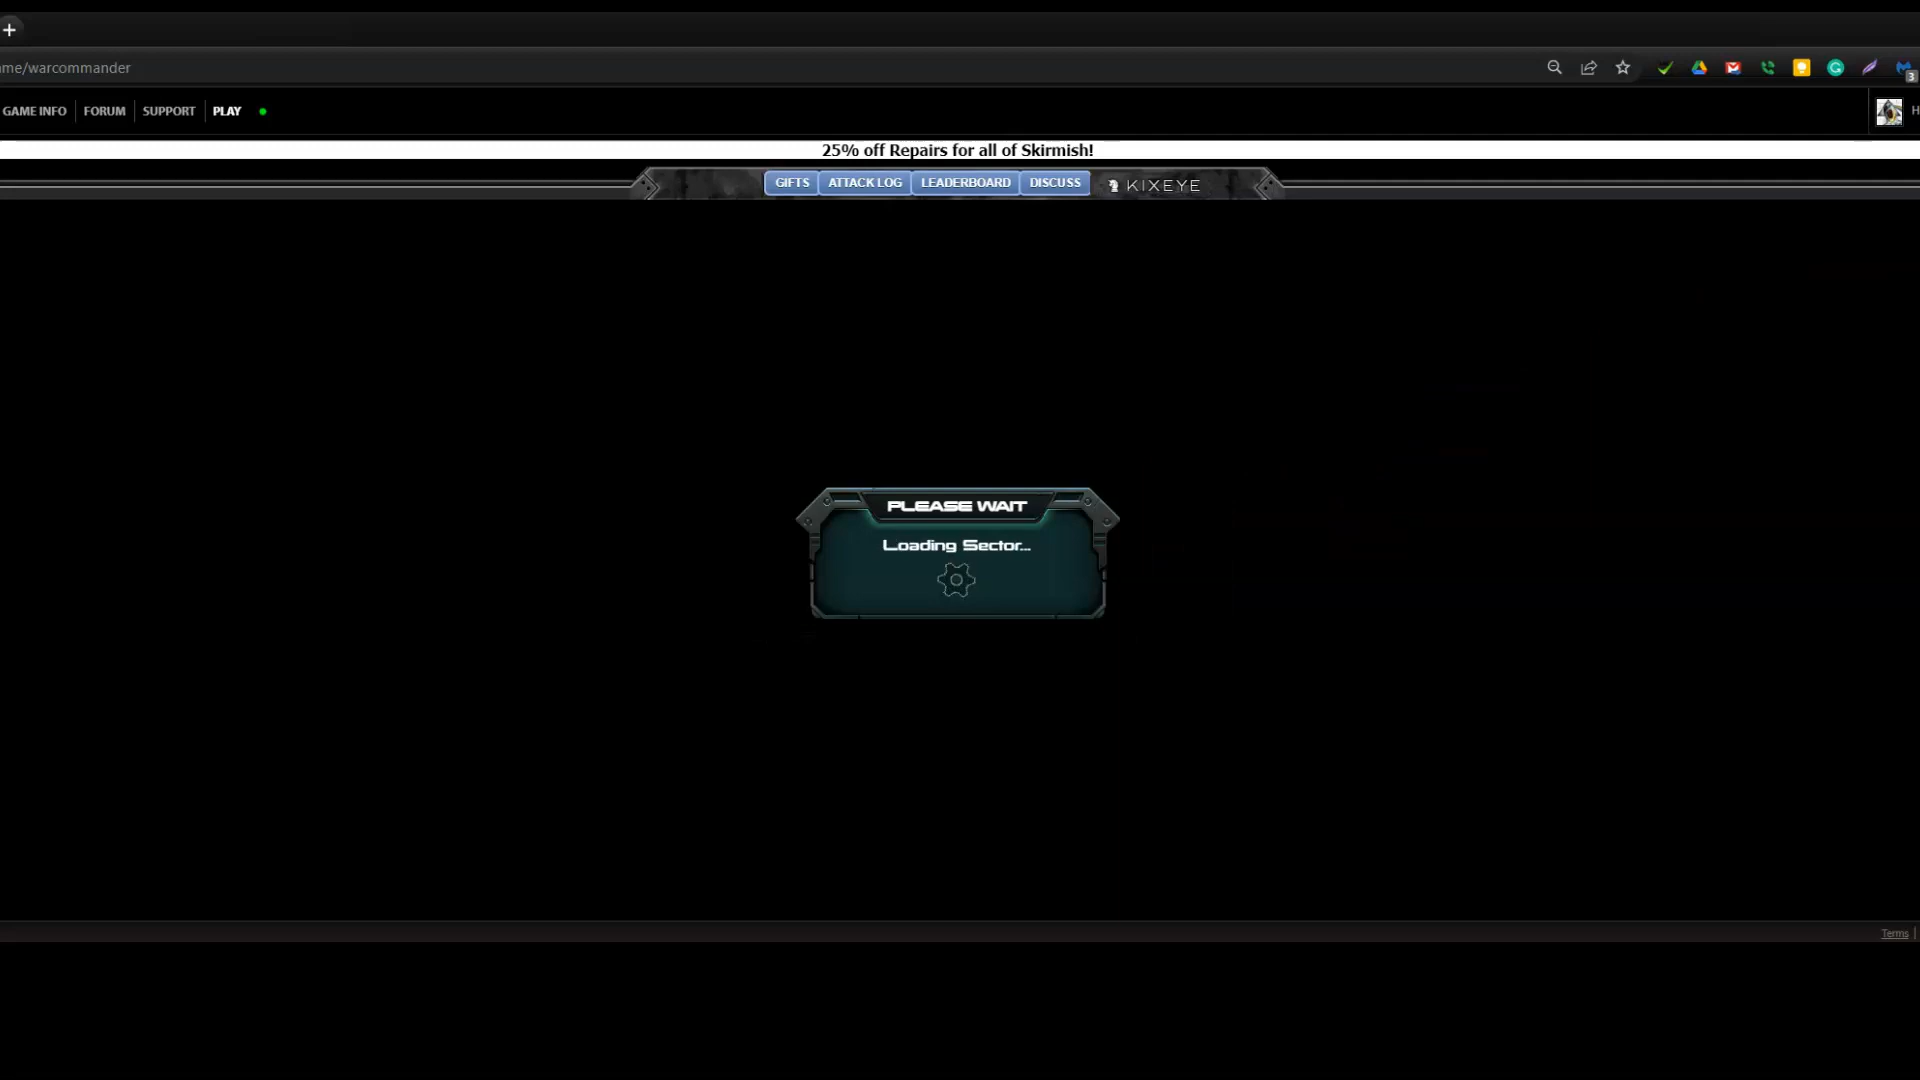 +
me/warcommander
3
GAME INFO FORUM SUPPORT PLAY
25% off Repairs for all of Skirmish!
GIFTS ATTACK LOG LEADERBOARD DISCUSS KIXEYE
PLEASE WAIT
Loading Sector...
Terms